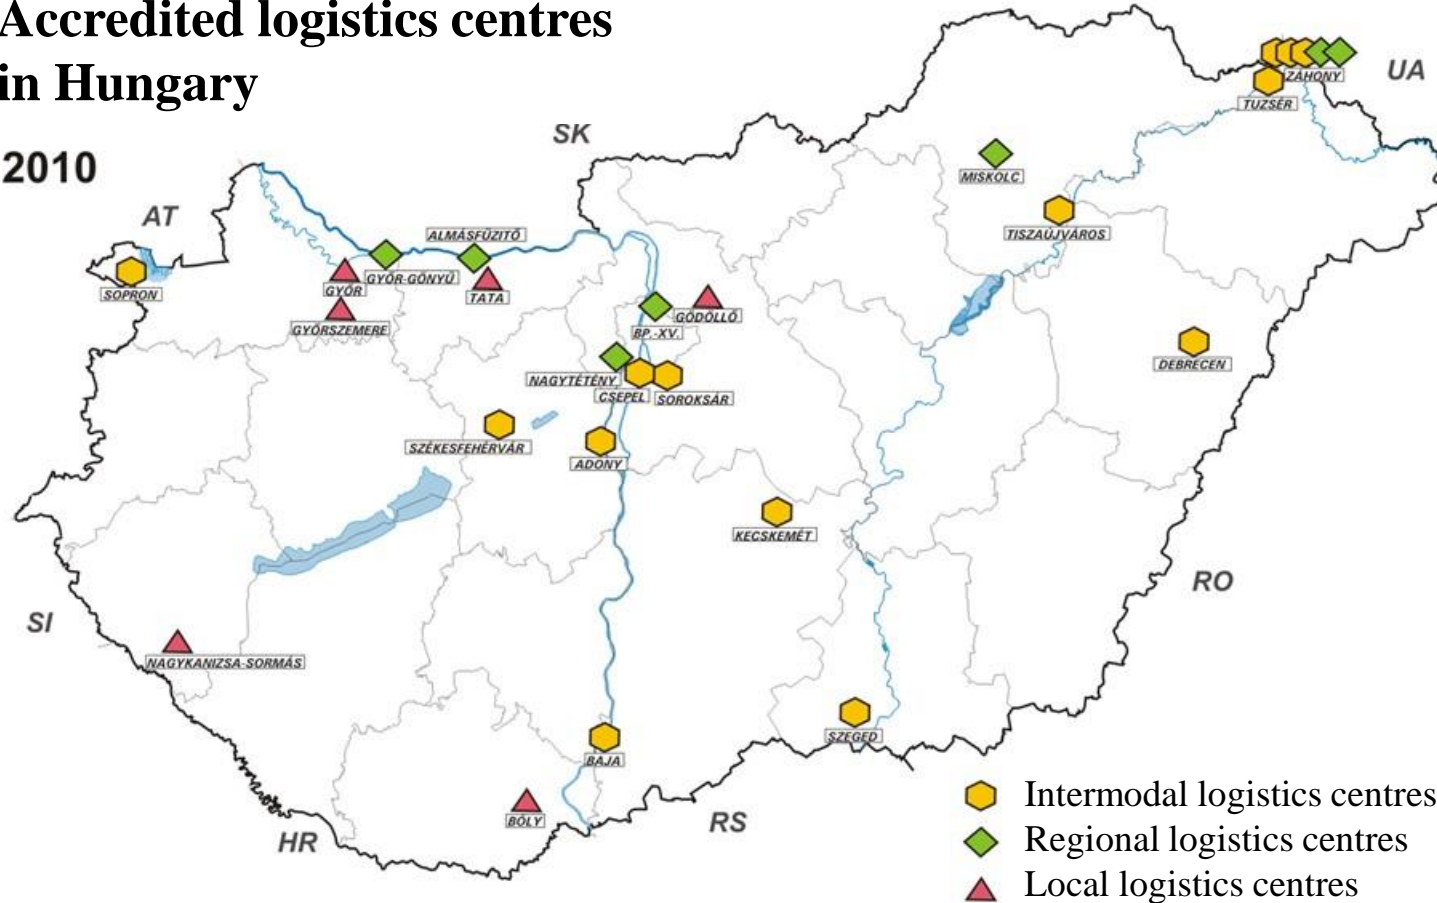 Accredited logistics centres
in Hungary
2010
SK
UA
AT
RO
SI
HR
RS
ZÁHONY
TUZSÉR
MISKOLC
TISZAÚJVÁROS
ALMÁSFÜZITŐ
SOPRON
GYŐR
GYŐR-GÖNYŰ
TATA
GYŐRSZEMERE
GÖDÖLLŐ
BP.-XV.
DEBRECEN
NAGYTÉTÉNY
CSEPEL
SOROKSÁR
SZÉKESFEHÉRVÁR
ADONY
KECSKEMÉT
NAGYKANIZSA-SORMÁS
SZEGED
BAJA
BÓLY
Intermodal logistics centres
Regional logistics centres
Local logistics centres